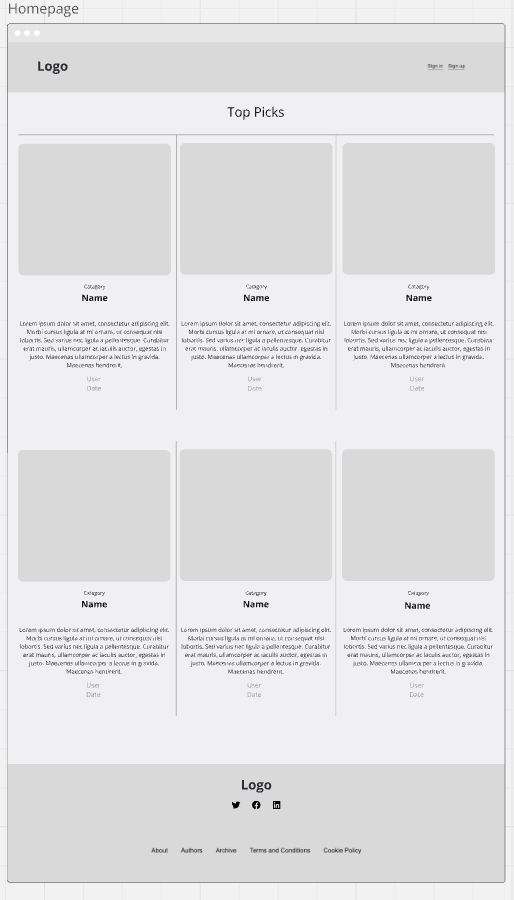 Homepage
Logo
Sign in Sign up
Top Picks
Category
Name
Lorem ipsum dolor sit amet, consectetur adipiscing elit.
Morbi cursus ligula at mi ornare, ut consequat nisl
lobortis. Sed varius nec ligula a pellentesque. Curabitur
erat mauris, ullamcorper ac iaculis auctor, egestas in
justo. Maecenas ullamcorper a lectus in gravida.
Maecenas hendrerit.
User
Date
Category
Name
Lorem ipsum dolor sit amet, consectetur adipiscing elit.
Morbi cursus ligula at mi ornare, ut consequat nisl
lobortis. Sed varius nec ligula a pellentesque. Curabitur
erat mauris, ullamcorper ac iaculis auctor, egestas in
justo. Maecenas ullamcorper a lectus in gravida.
Maecenas hendrerit.
User
Date
Category
Name
Lorem ipsum dolor sit amet, consectetur adipiscing elit.
Morbi cursus ligula at mi ornare, ut consequat nisl
lobortis. Sed varius nec ligula a pellentesque. Curabitur
erat mauris, ullamcorper ac iaculis auctor, egestas in
justo. Maecenas ullamcorper a lectus in gravida.
Maecenas hendrerit.
User
Date
Category
Name
Lorem ipsum dolor sit amet, consectetur adipiscing elit.
Morbi cursus ligula at mi ornare, ut consequat nisl
lobortis. Sed varius nec ligula a pellentesque. Curabitur
erat mauris, ullamcorper ac iaculis auctor, egestas in
justo. Maecenas ullamcorper a lectus in gravida.
Maecenas hendrerit.
User
Date
Category
Name
Lorem ipsum dolor sit amet, consectetur adipiscing elit.
Morbi cursus ligula at mi ornare, ut consequat nisl
lobortis. Sed varius nec ligula a pellentesque. Curabitur
erat mauris, ullamcorper ac iaculis auctor, egestas in
justo. Maecenas ullamcorper a lectus in gravida.
Maecenas hendrerit.
User
Date
Category
Name
Lorem ipsum dolor sit amet, consectetur adipiscing elit.
Morbi cursus ligula at mi ornare, ut consequat nisl
lobortis. Sed varius nec ligula a pellentesque. Curabitur
erat mauris, ullamcorper ac iaculis auctor, egestas in
justo. Maecenas ullamcorper a lectus in gravida.
Maecenas hendrerit.
User
Date
Logo
About Authors Archive Terms and Conditions Cookie Policy